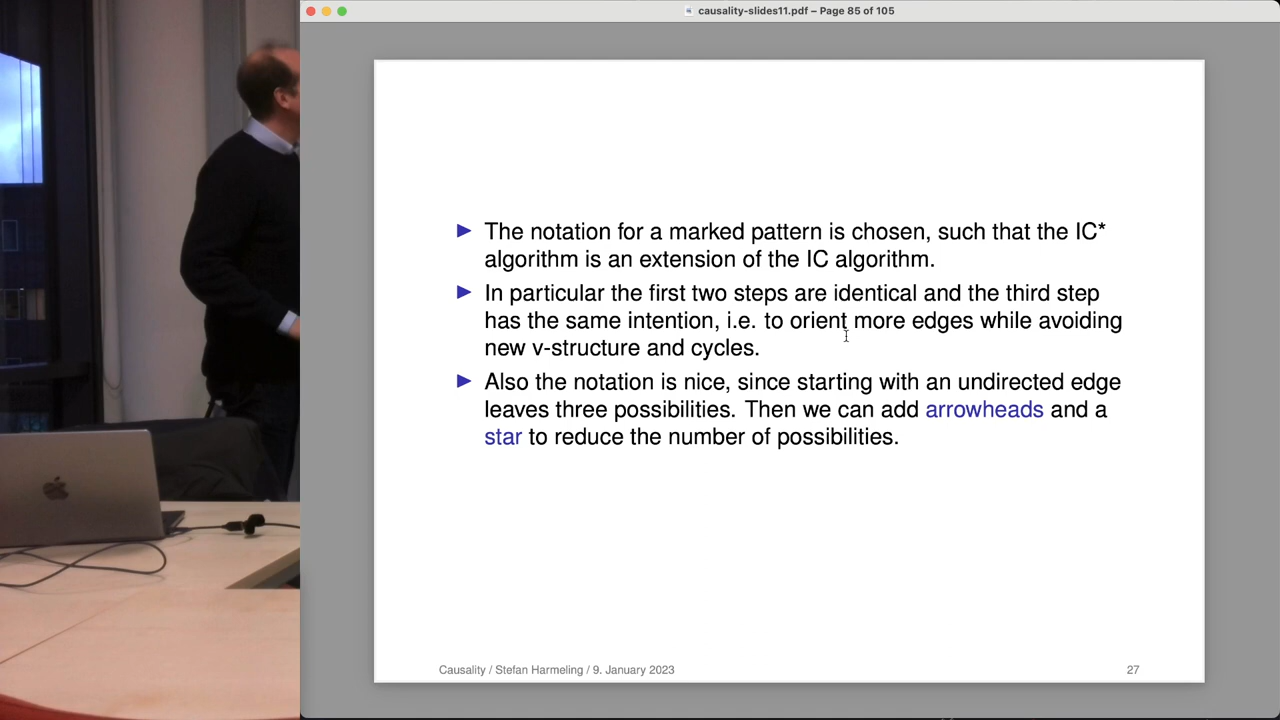 causality-slides11.pdf – Page 85 of 105
► The notation for a marked pattern is chosen, such that the IC*
algorithm is an extension of the IC algorithm.
► In particular the first two steps are identical and the third step
has the same intention, i.e. to orient more edges while avoiding
new v-structure and cycles.
► Also the notation is nice, since starting with an undirected edge
leaves three possibilities. Then we can add arrowheads and a
star to reduce the number of possibilities.
Causality / Stefan Harmeling / 9. January 2023
27